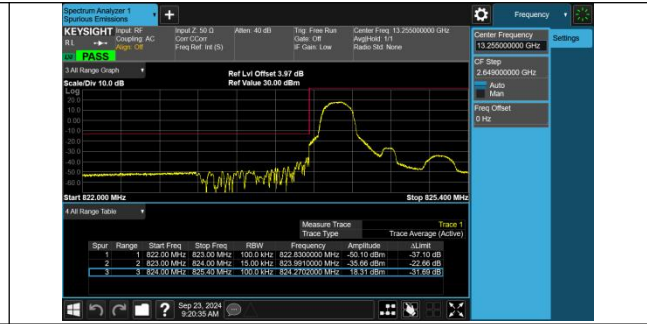 Spectrum Analyzer 1
Spurious Emissions
Frequency
KEYSIGHT Input: RF Input Z: 50 Ω Atten: 40 dB Trig: Free Run Center Freq: 13.255000000 GHz
RL Coupling: AC Corr CCorr Gate: Off Avg|Hold: 1/1
Align: Off Freq Ref: Int (S) IF Gain: Low Radio Std: None
PASS
Center Frequency
13.255000000 GHz
Settings
CF Step
2.649000000 GHz
Auto
Man
Freq Offset
0 Hz
3 All Range Graph
Ref Lvl Offset 3.97 dB
Scale/Div 10.0 dB Ref Value 30.00 dBm
Log
20.0
10.0
0.00
-10.0
-20.0
-30.0
-40.0
-50.0
-60.0
Start 822.000 MHz Stop 825.400 MHz
4 All Range Table
Measure Trace Trace 1
Trace Type Trace Average (Active)
Spur Range Start Freq Stop Freq RBW Frequency Amplitude ΔLimit
1 1 822.00 MHz 823.00 MHz 100.0 kHz 822.8300000 MHz -50.10 dBm -37.10 dB
2 2 823.00 MHz 824.00 MHz 15.00 kHz 823.9910000 MHz -35.66 dBm -22.66 dB
3 3 824.00 MHz 825.40 MHz 100.0 kHz 824.2702000 MHz 18.31 dBm -31.69 dB
Sep 23, 2024
9:20:35 AM